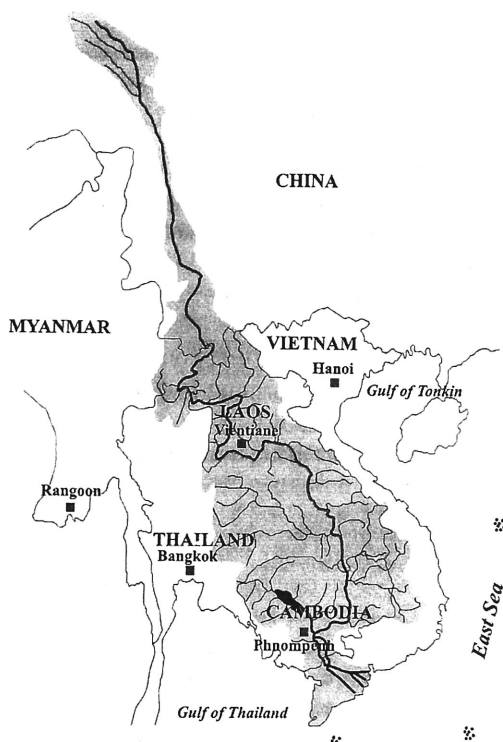 CHINA
MYANMAR
VIETNAM
Hanoi
Gulf of Tonkin
LAOS
Vientiane
Rangoon
THAILAND
Bangkok
CAMBODIA
Phnompenh
East Sea
Gulf of Thailand